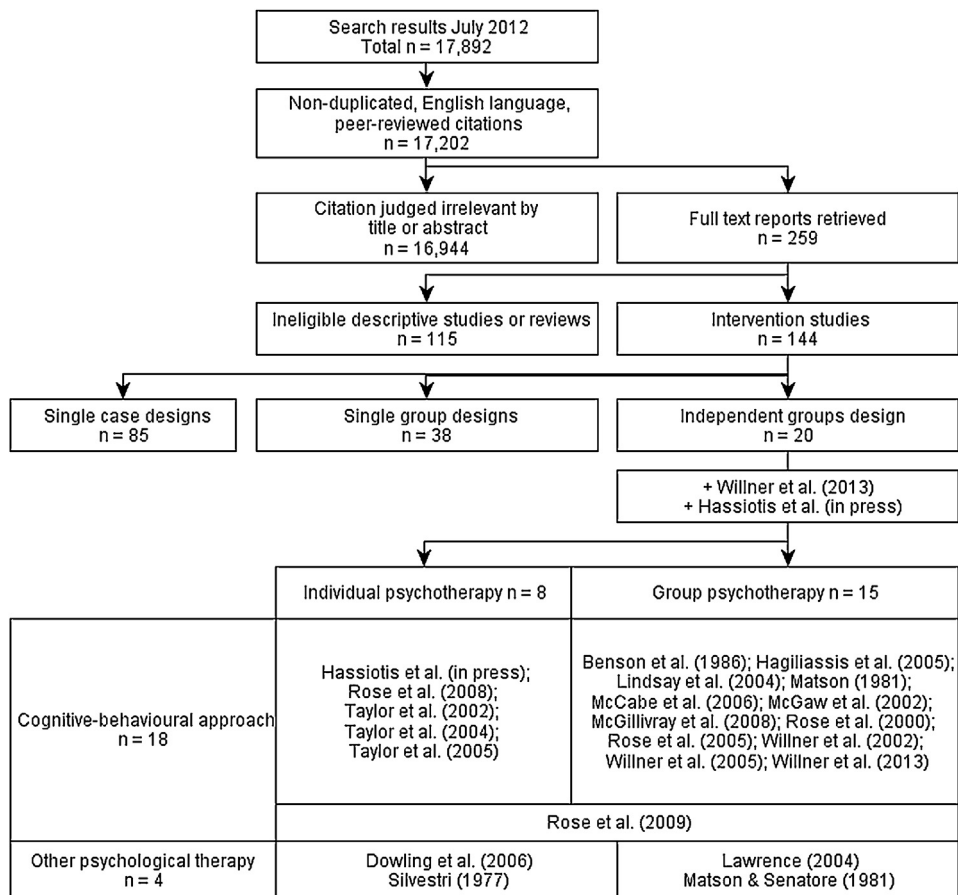 Search results July 2012
Total n = 17,892
Non-duplicated, English language,
peer-reviewed citations
n = 17,202
Citation judged irrelevant by
title or abstract
n = 16,944
Full text reports retrieved
n = 259
Ineligible descriptive studies or reviews
n = 115
Intervention studies
n = 144
Single case designs
n = 85
Single group designs
n = 38
Independent groups design
n = 20
+ Willner et al. (2013)
+ Hassiotis et al. (in press)
Individual psychotherapy n = 8
Group psychotherapy n = 15
Cognitive-behavioural approach
n = 18
Hassiotis et al. (in press);
Rose et al. (2008);
Taylor et al. (2002);
Taylor et al. (2004);
Taylor et al. (2005)
Benson et al. (1986); Hagiliassis et al. (2005);
Lindsay et al. (2004); Matson (1981);
McCabe et al. (2006); McGaw et al. (2002);
McGillivray et al. (2008); Rose et al. (2000);
Rose et al. (2005); Willner et al. (2002);
Willner et al. (2005); Willner et al. (2013)
Rose et al. (2009)
Other psychological therapy
n = 4
Dowling et al. (2006)
Silvestri (1977)
Lawrence (2004)
Matson & Senatore (1981)